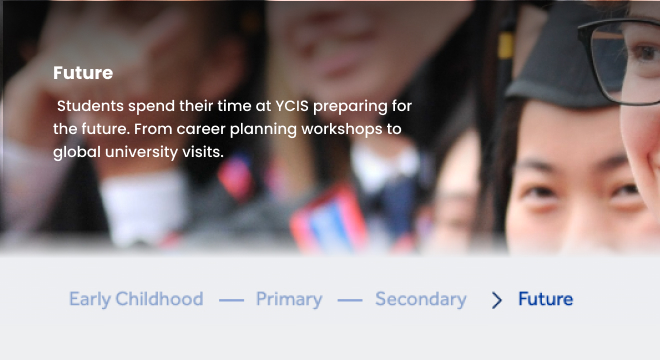 Future
Students spend their time at YCIS preparing for
the future. From career planning workshops to
global university visits.
Early Childhood — Primary — Secondary > Future